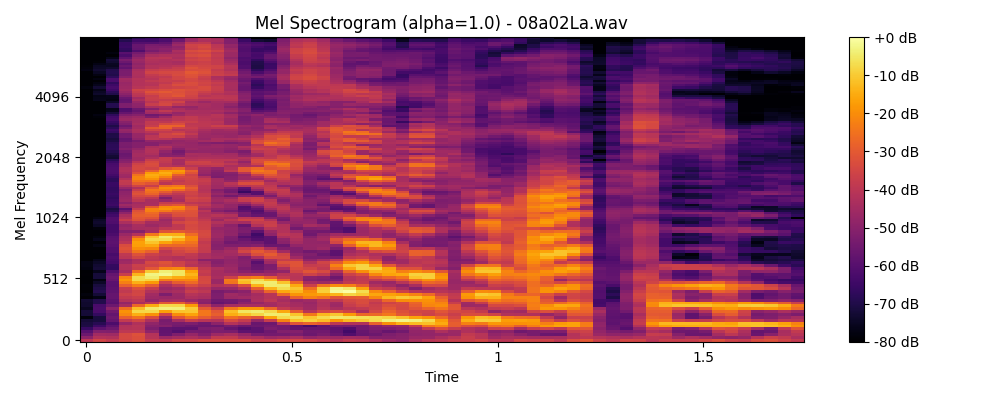 Mel Spectrogram (alpha=1.0) - 08a02La.wav
Mel Frequency
4096
2048
1024
512
0
0
0.5
1
1.5
Time
+0 dB
-10 dB
-20 dB
-30 dB
-40 dB
-50 dB
-60 dB
-70 dB
-80 dB